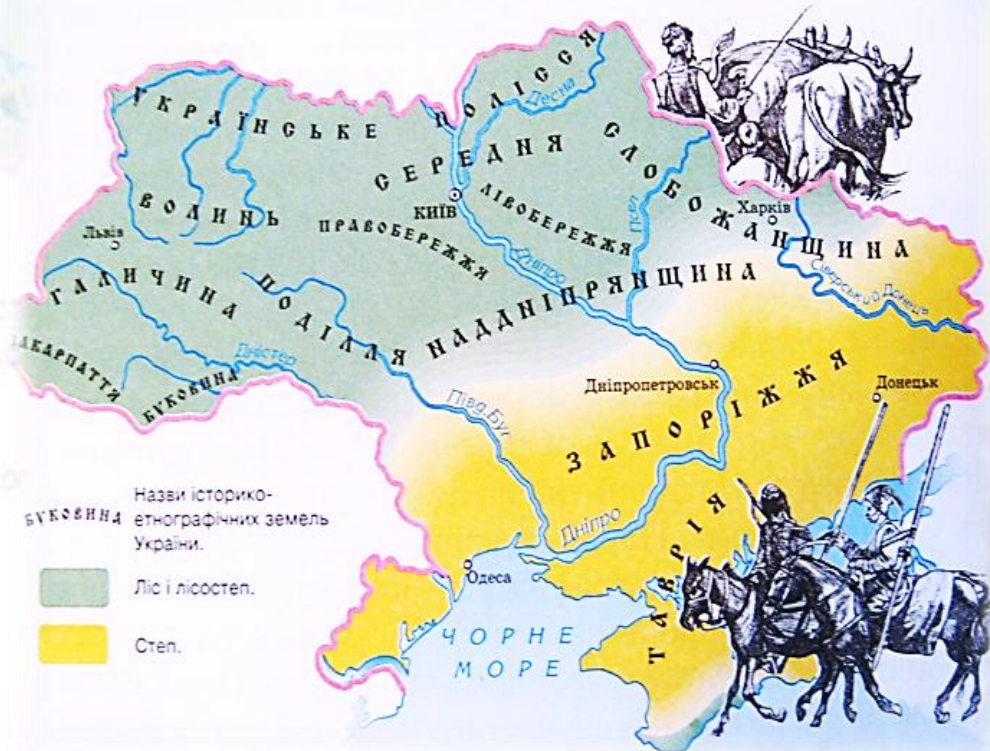 УКРАЇНСЬКЕ ПОЛІССЯ
Десна
СЕРЕДНЯ
СЛОБОЖАНЩИНА
ВОЛИНЬ
КИЇВ
ЛІВОБЕРЕЖЖЯ
Псел
Харків
Львів
ПРАВОБЕРЕЖЖЯ
Дніпро
ГАЛИЧИНА
ПОДІЛЛЯ
НАДДНІПРЯНЩИНА
Сіверський Донець
ЗАКАРПАТТЯ
БУКОВИНА
Дністер
Півд.Буг
Дніпропетровськ
Донецьк
ЗАПОРІЖЖЯ
БУКОВИНА
Назви історико-
етнографічних земель
України.
Дніпро
ТАВРІЯ
Одеса
Ліс і лісостеп.
Степ.
ЧОРНЕ
МОРЕ